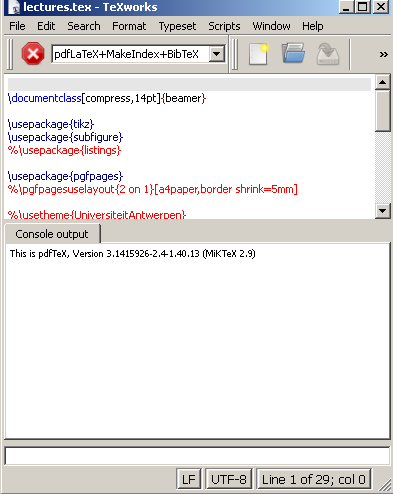 lectures.tex - TeXworks
File Edit Search Format Typeset Scripts Window Help
pdfLaTeX+MakeIndex+BibTeX
»
\documentclass[compress,14pt]{beamer}
\usepackage{tikz}
\usepackage{subfigure}
%\usepackage{listings}
\usepackage{pgfpages}
%\pgfpagesuselayout{2 on 1}[a4paper,border shrink=5mm]
%\usetheme{UniversiteitAntwerpen}
Console output
This is pdfTeX, Version 3.1415926-2.4-1.40.13 (MiKTeX 2.9)
LF UTF-8 Line 1 of 29; col 0